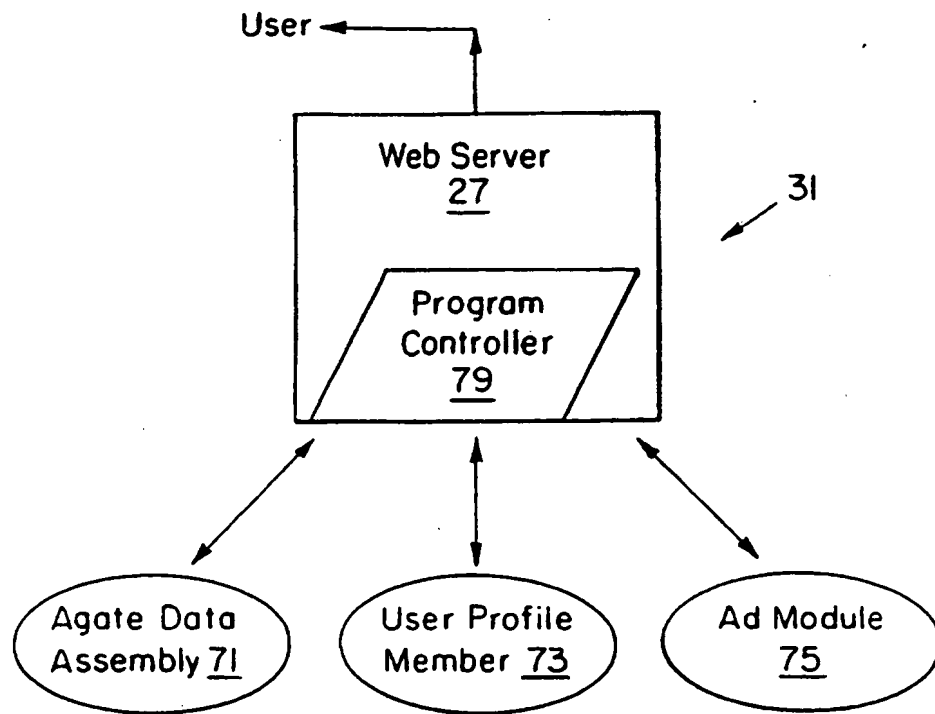 User
Web Server
27
31
Program
Controller
79
Agate Data
Assembly 71
User Profile
Member 73
Ad Module
75